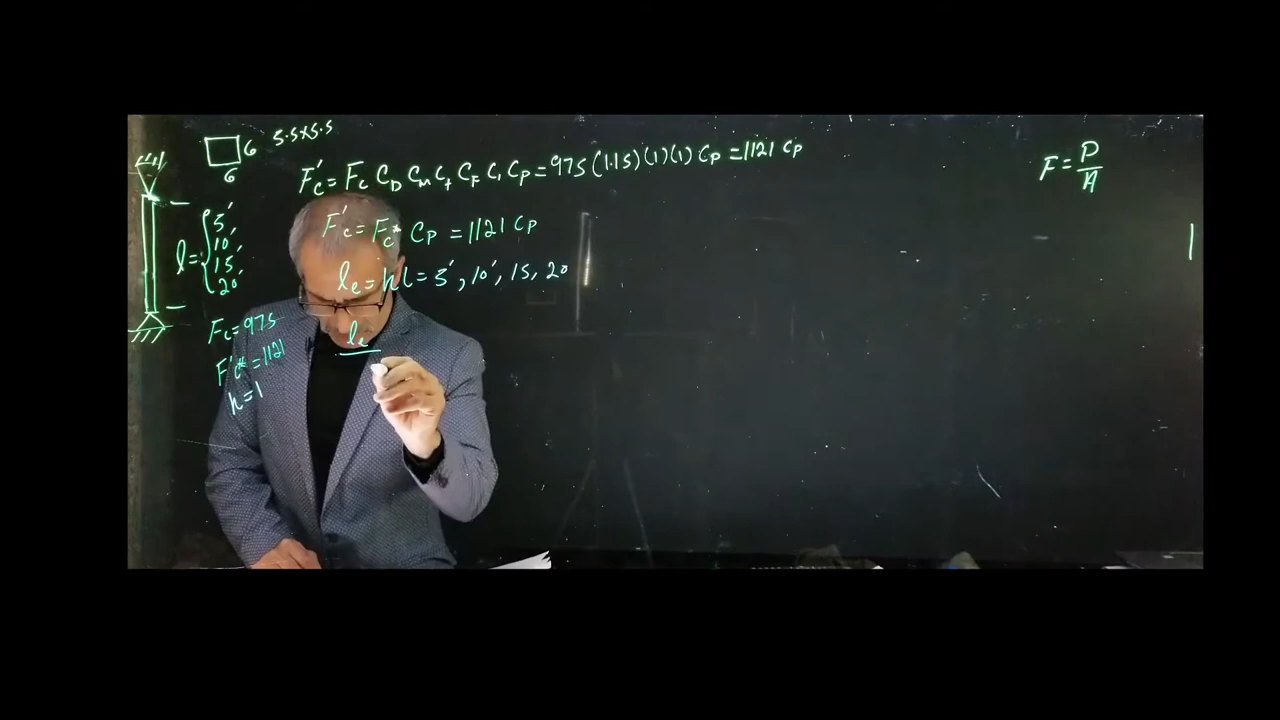 6 5.5x5.5
6
F'c = Fc CD CM Ct CF Ci Cp = 975 (1.15) (1) (1) Cp = 1121 Cp
F = P
A
F'c = Fc* Cp = 1121 Cp
l = 5',
10',
15,
20
le = kl = 5', 10', 15, 20
Fc = 975
F'c* = 1121
k = 1
le